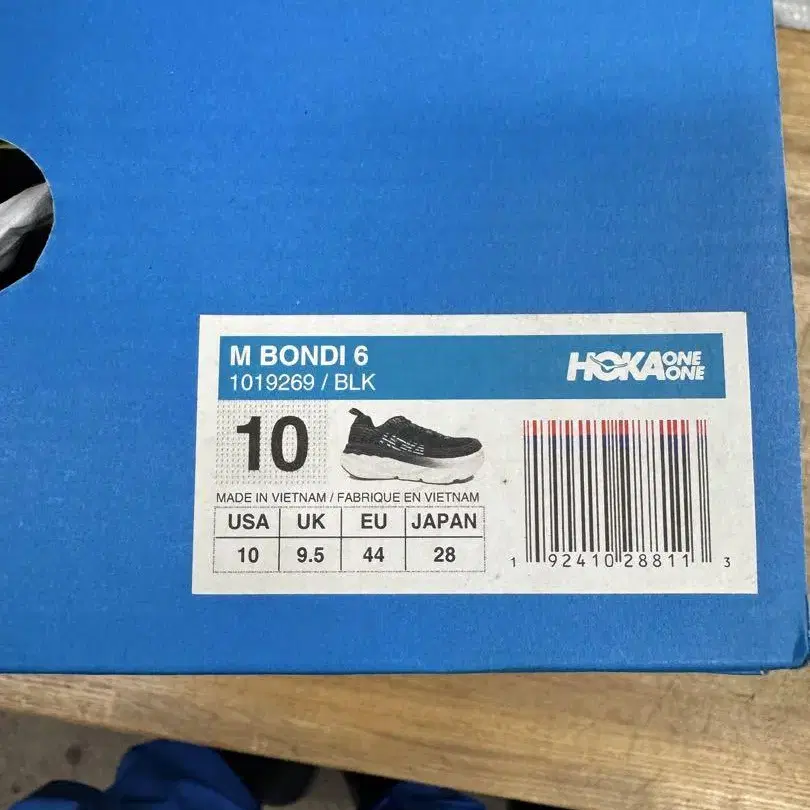 M BONDI 6
1019269 / BLK
HOKA ONE ONE
10
MADE IN VIETNAM / FABRIQUE EN VIETNAM
USA UK EU JAPAN
10 9.5 44 28
1 92410 28811 3